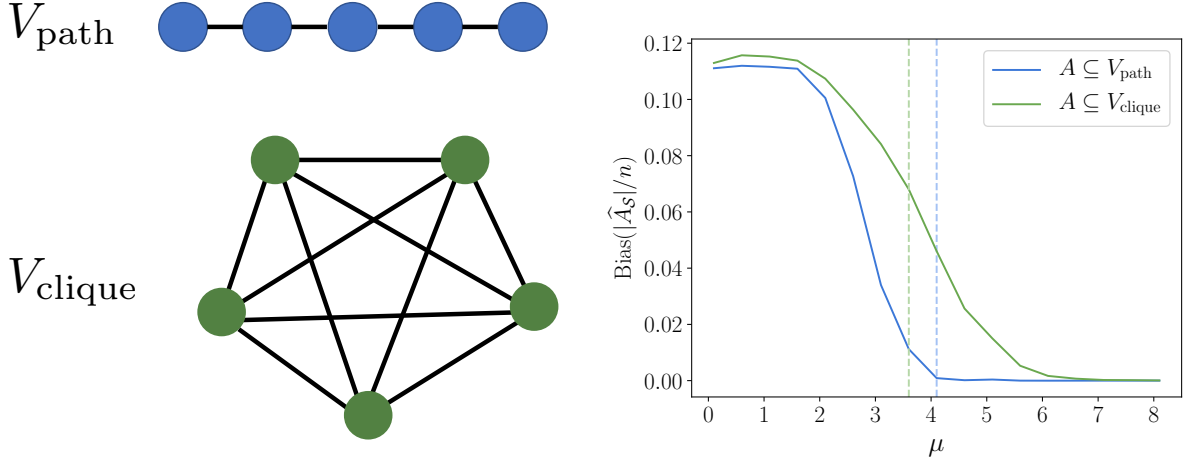 V_path
V_clique
Bias(|Â_S|/n)
0.12
0.10
0.08
0.06
0.04
0.02
0.00
A ⊆ V_path
A ⊆ V_clique
0 1 2 3 4 5 6 7 8
μ